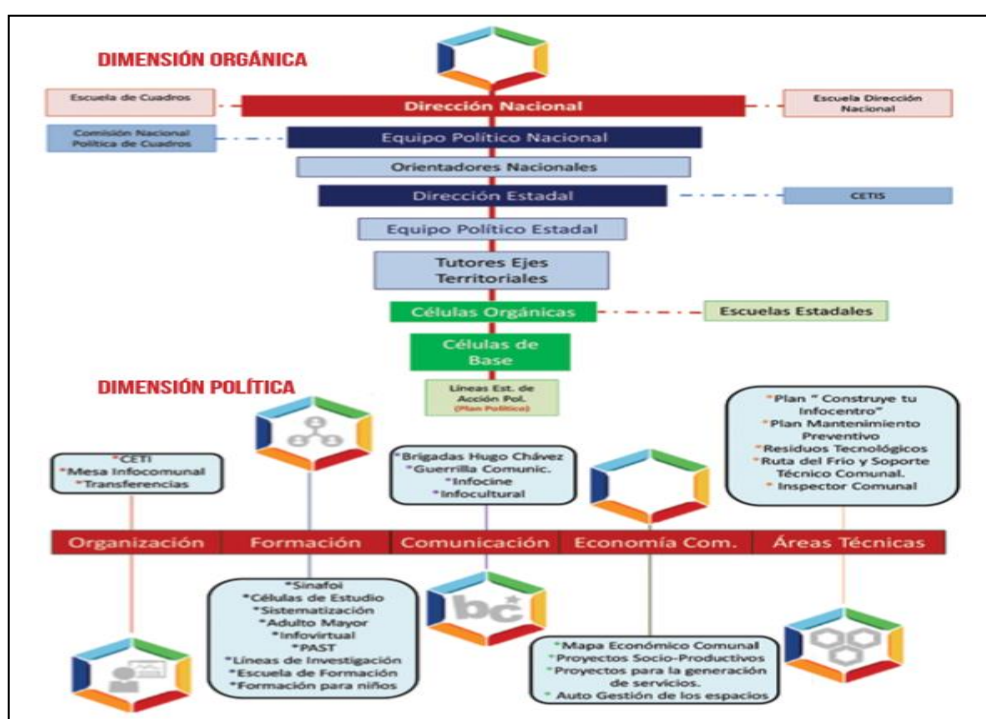 DIMENSIÓN ORGÁNICA
Escuela de Cuadros
Dirección Nacional
Escuela Dirección
Nacional
Comisión Nacional
Política de Cuadros
Equipo Político Nacional
Orientadores Nacionales
Dirección Estadal
CETIS
Equipo Político Estadal
Tutores Ejes
Territoriales
Células Orgánicas
Escuelas Estadales
Células de
Base
DIMENSIÓN POLÍTICA
Líneas Est. de
Acción Pol.
(Plan Político)
*CETI
*Mesa Infocomunal
*Transferencias
*Brigadas Hugo Chávez
*Guerrilla Comunic.
*Infocine
*Infocultural
*Plan " Construye tu
Infocentro"
*Plan Mantenimiento
Preventivo
*Residuos Tecnológicos
*Ruta del Frio y Soporte
Técnico Comunal.
* Inspector Comunal
Organización
Formación
Comunicación
Economía Com.
Áreas Técnicas
*Sinafoi
*Células de Estudio
*Sistematización
*Adulto Mayor
*Infovirtual
*PAST
*Líneas de Investigación
*Escuela de Formación
*Formación para niños
bc
*Mapa Económico Comunal
*Proyectos Socio-Productivos
*Proyectos para la generación
de servicios.
* Auto Gestión de los espacios